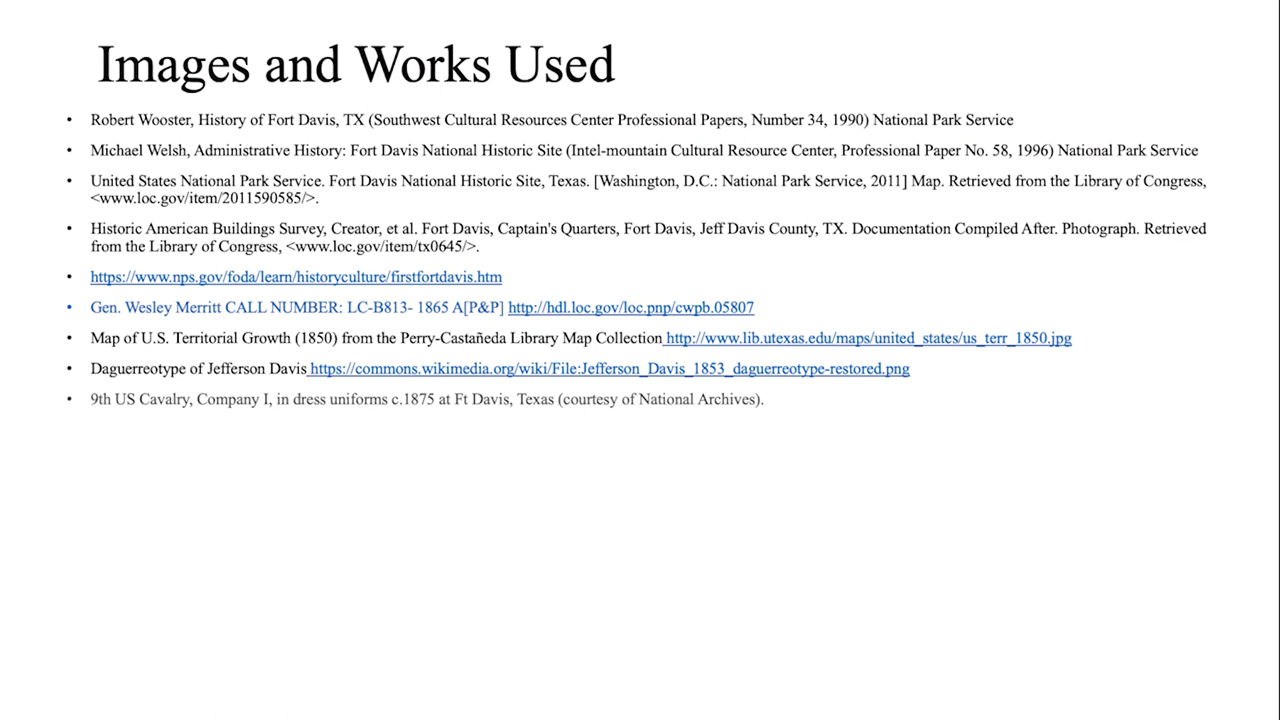 Images and Works Used
• Robert Wooster, History of Fort Davis, TX (Southwest Cultural Resources Center Professional Papers, Number 34, 1990) National Park Service
• Michael Welsh, Administrative History: Fort Davis National Historic Site (Intel-mountain Cultural Resource Center, Professional Paper No. 58, 1996) National Park Service
• United States National Park Service. Fort Davis National Historic Site, Texas. [Washington, D.C.: National Park Service, 2011] Map. Retrieved from the Library of Congress,
<www.loc.gov/item/2011590585/>.
• Historic American Buildings Survey, Creator, et al. Fort Davis, Captain's Quarters, Fort Davis, Jeff Davis County, TX. Documentation Compiled After. Photograph. Retrieved
from the Library of Congress, <www.loc.gov/item/tx0645/>.
• https://www.nps.gov/foda/learn/historyculture/firstfortdavis.htm
• Gen. Wesley Merritt CALL NUMBER: LC-B813- 1865 A[P&P] http://hdl.loc.gov/loc.pnp/cwpb.05807
• Map of U.S. Territorial Growth (1850) from the Perry-Castañeda Library Map Collection http://www.lib.utexas.edu/maps/united_states/us_terr_1850.jpg
• Daguerreotype of Jefferson Davis https://commons.wikimedia.org/wiki/File:Jefferson_Davis_1853_daguerreotype-restored.png
• 9th US Cavalry, Company I, in dress uniforms c.1875 at Ft Davis, Texas (courtesy of National Archives).